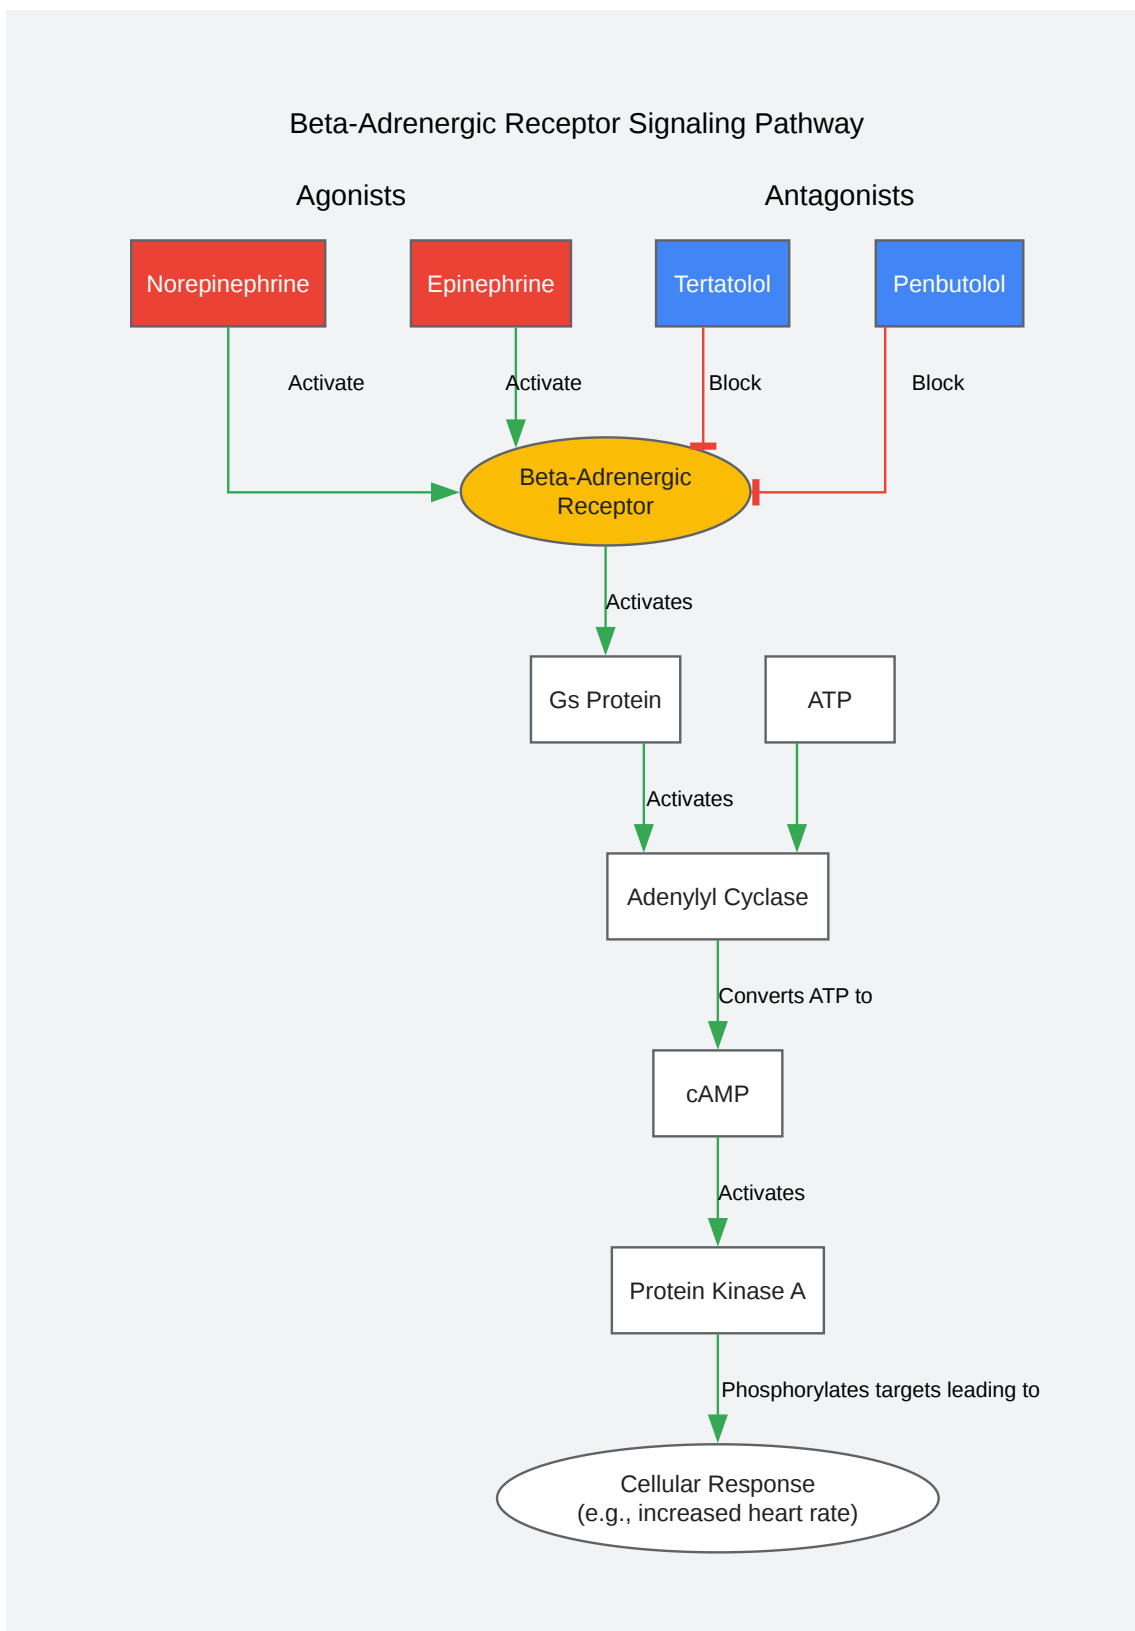 Beta-Adrenergic Receptor Signaling Pathway
Agonists
Antagonists
Norepinephrine
Epinephrine
Tertatolol
Penbutolol
Activate
Activate
Block
Block
Beta-Adrenergic
Receptor
Activates
Gs Protein
ATP
Activates
Adenylyl Cyclase
Converts ATP to
cAMP
Activates
Protein Kinase A
Phosphorylates targets leading to
Cellular Response
(e.g., increased heart rate)